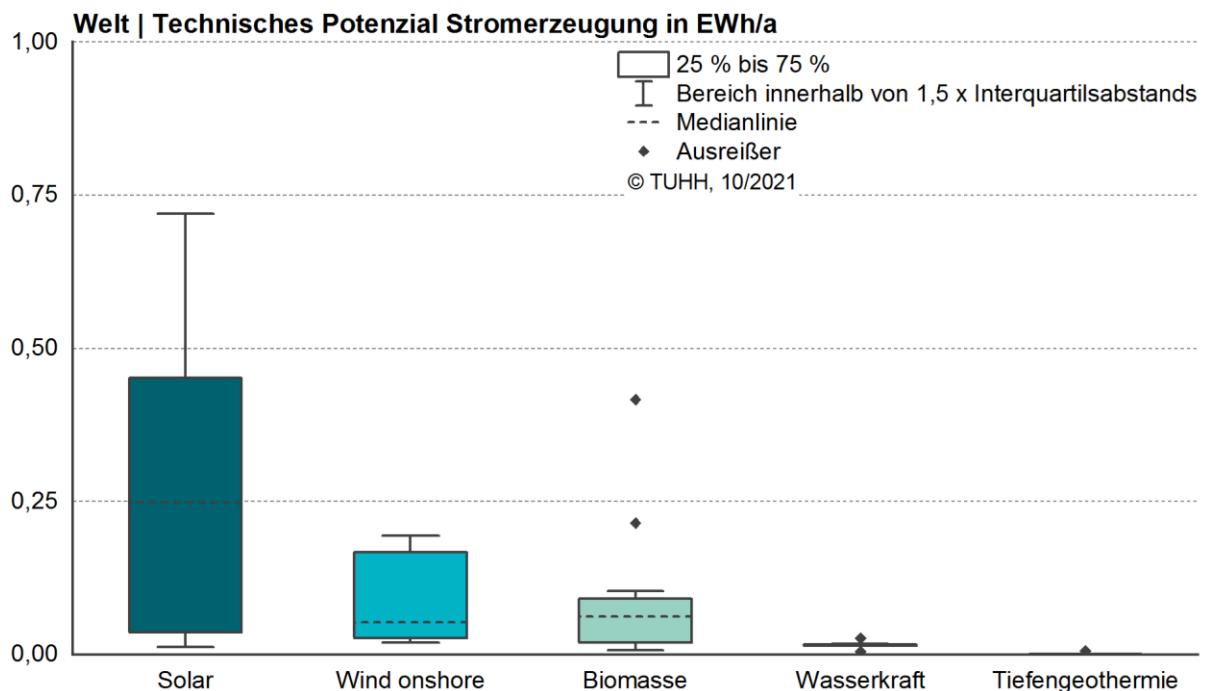 Welt | Technisches Potenzial Stromerzeugung in EWh/a
1,00
25 % bis 75 %
Bereich innerhalb von 1,5 x Interquartilsabstands
Medianlinie
Ausreißer
© TUHH, 10/2021
0,75
0,50
0,25
0,00
Solar
Wind onshore
Biomasse
Wasserkraft
Tiefengeothermie